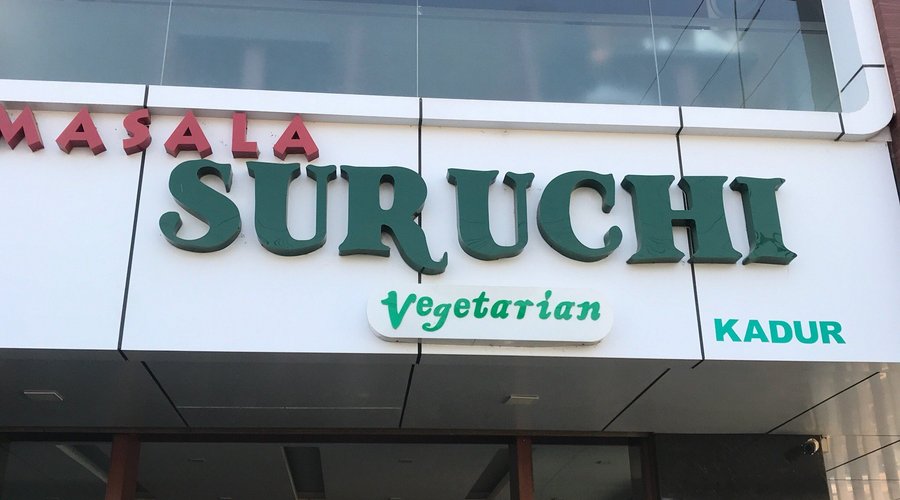 MASALA
SURUCHI
Vegetarian
KADUR